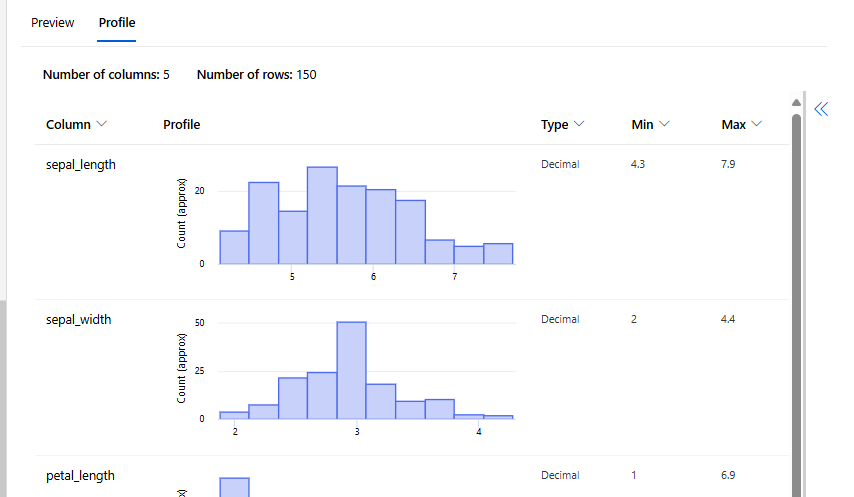 Preview Profile
Number of columns: 5 Number of rows: 150
Column Profile Type Min Max
sepal_length Decimal 4.3 7.9
Count (approx)
20
0
5 6 7
sepal_width Decimal 2 4.4
Count (approx)
50
25
0
2 3 4
petal_length Decimal 1 6.9